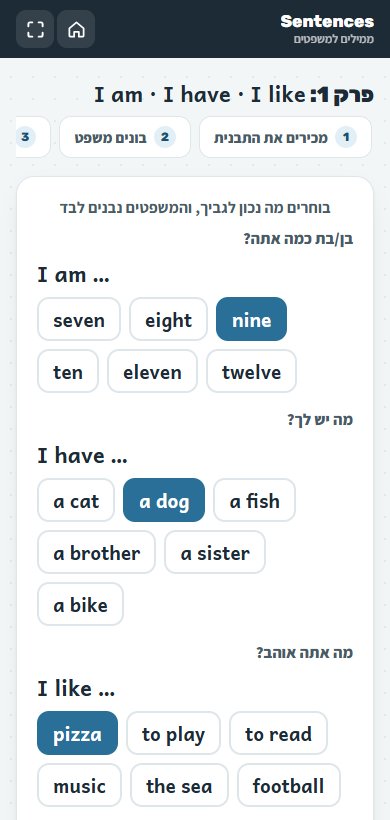 Sentences
ממילים למשפטים
פרק 1: I am · I have · I like
1 מכירים את התבנית
2 בונים משפט
3
בוחרים מה נכון לגביך, והמשפטים נבנים לבד
בן/בת כמה אתה?
I am ...
seven eight nine
ten eleven twelve
מה יש לך?
I have ...
a cat a dog a fish
a brother a sister
a bike
מה אתה אוהב?
I like ...
pizza to play to read
music the sea football